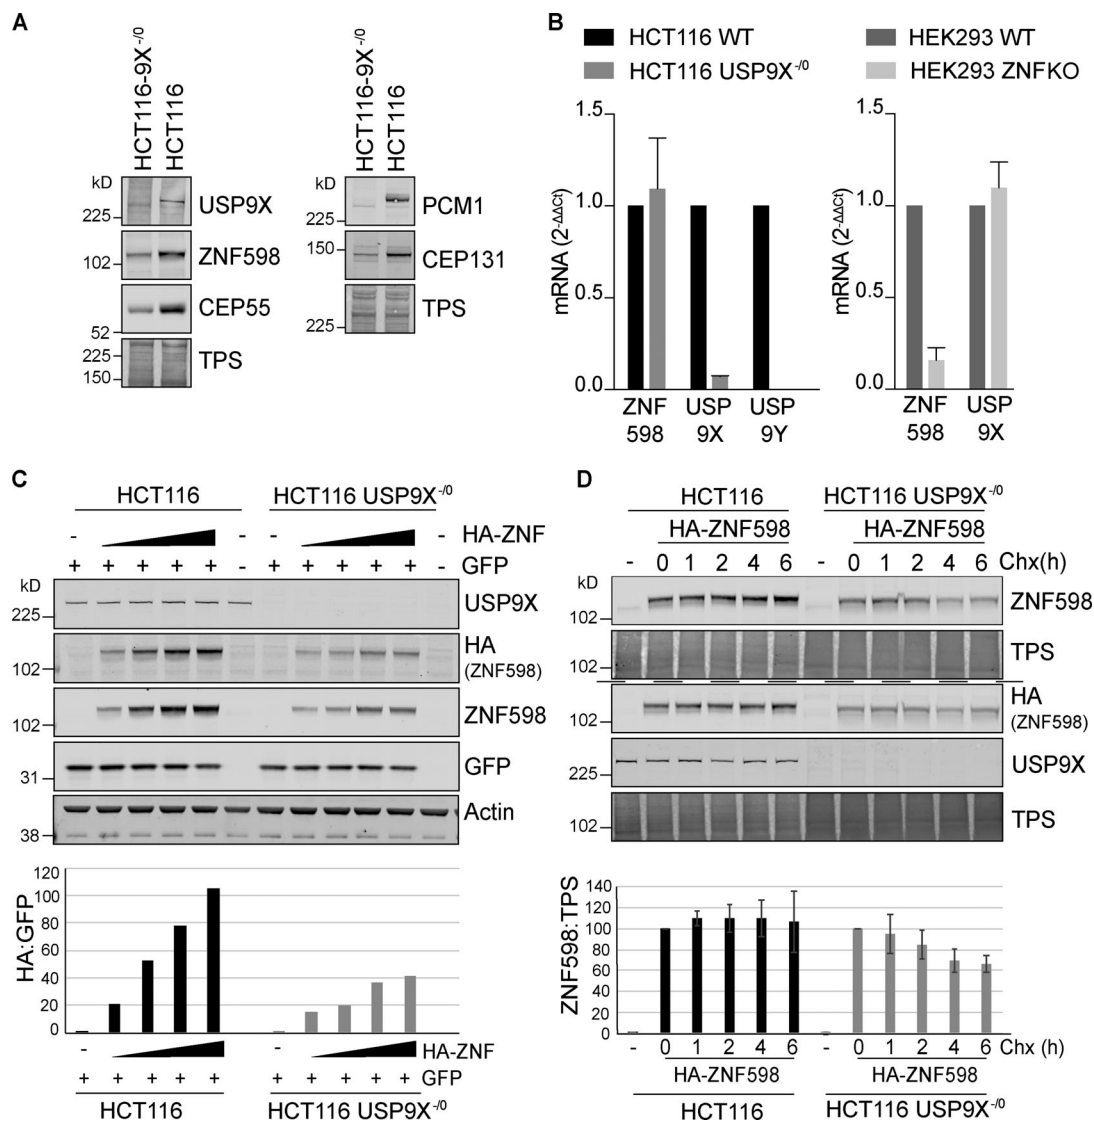 A
HCT116-9X-/0
HCT116
kD
225
USP9X
102
ZNF598
CEP55
52
225
150
TPS
HCT116-9X-/0
HCT116
kD
225
PCM1
150
CEP131
225
TPS
B
HCT116 WT
HCT116 USP9X-/0
HEK293 WT
HEK293 ZNFKO
mRNA (2-ΔΔCt)
1.5
1.0
0.5
0.0
ZNF 598
USP 9X
USP 9Y
mRNA (2-ΔΔCt)
1.5
1.0
0.5
0.0
ZNF 598
USP 9X
C
HCT116
HCT116 USP9X-/0
- - - - HA-ZNF
+ + + + + - + + + + + - GFP
kD
225
USP9X
102
HA
(ZNF598)
102
ZNF598
31
GFP
38
Actin
HA:GFP
120
100
80
60
40
20
0
- - HA-ZNF
+ + + + + + + + + + GFP
HCT116
HCT116 USP9X-/0
D
HCT116
HCT116 USP9X-/0
HA-ZNF598
HA-ZNF598
- 0 1 2 4 6 - 0 1 2 4 6 Chx(h)
kD
102
ZNF598
102
TPS
102
HA
(ZNF598)
225
USP9X
102
TPS
ZNF598:TPS
140
120
100
80
60
40
20
0
- 0 1 2 4 6 - 0 1 2 4 6 Chx (h)
HA-ZNF598
HA-ZNF598
HCT116
HCT116 USP9X-/0